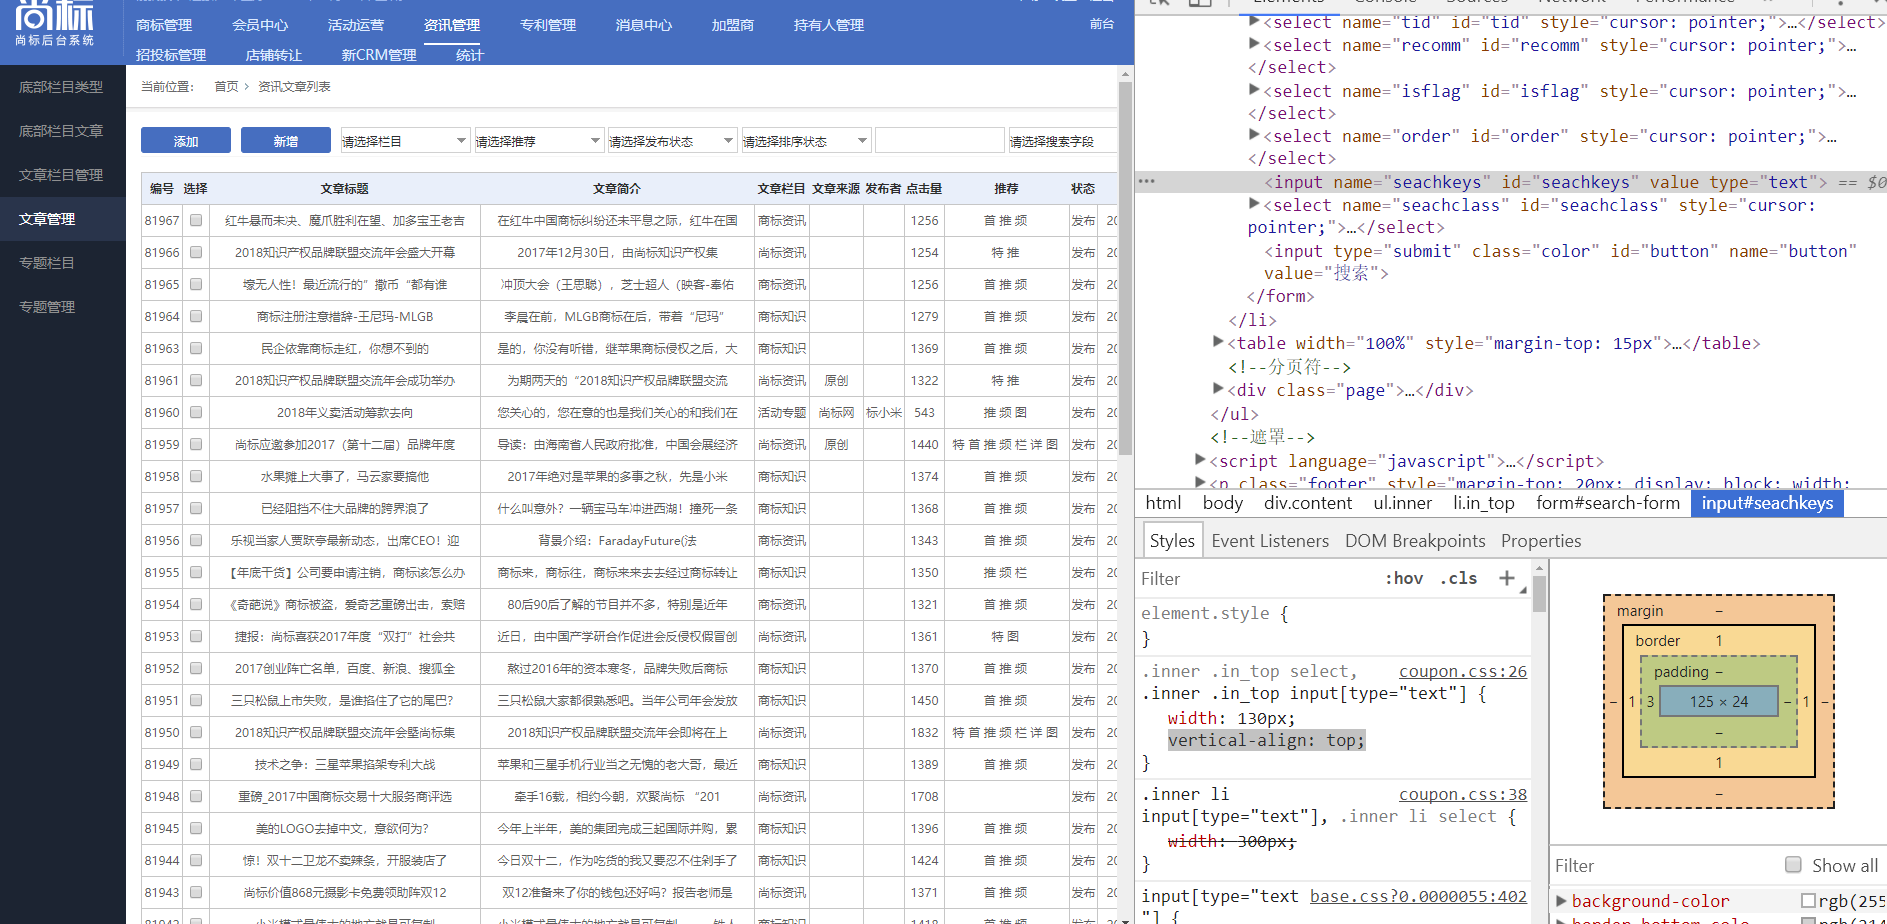 尚标
尚标后台系统
商标管理 会员中心 活动运营 资讯管理 专利管理 消息中心 加盟商 持有人管理 前台
招投标管理 店铺转让 新CRM管理 统计
底部栏目类型
底部栏目文章
文章栏目管理
文章管理
专题栏目
专题管理
当前位置： 首页 > 资讯文章列表
添加 新增 请选择栏目 请选择推荐 请选择发布状态 请选择排序状态 请选择搜索字段
编号 选择 文章标题 文章简介 文章栏目 文章来源 发布者 点击量 推荐 状态
81967 红牛悬而未决、魔爪胜利在望、加多宝王老吉 在红牛中国商标纠纷还未平息之际，红牛在国 商标资讯 1256 首 推 频 发布 20
81966 2018知识产权品牌联盟交流年会盛大开幕 2017年12月30日，由尚标知识产权集 尚标资讯 1254 特 推 发布 20
81965 壕无人性！最近流行的”撒币“都有谁 冲顶大会（王思聪），芝士超人（映客-奉佑 商标资讯 1256 首 推 频 发布 20
81964 商标注册注意措辞-王尼玛-MLGB 李晨在前，MLGB商标在后，带着“尼玛” 商标知识 1279 首 推 频 发布 20
81963 民企依靠商标走红，你想不到的 是的，你没有听错，继苹果商标侵权之后，大 商标知识 1369 首 推 频 发布 20
81961 2018知识产权品牌联盟交流年会成功举办 为期两天的“2018知识产权品牌联盟交流 尚标资讯 原创 1322 特 推 发布 20
81960 2018年义卖活动筹款去向 您关心的，您在意的也是我们关心的和我们在 活动专题 尚标网 标小米 543 推 频 图 发布 20
81959 尚标应邀参加2017（第十二届）品牌年度 导读：由海南省人民政府批准，中国会展经济 尚标资讯 原创 1440 特 首 推 频 栏 详 图 发布 20
81958 水果摊上大事了，马云家要搞他 2017年绝对是苹果的多事之秋，先是小米 商标知识 1374 首 推 频 发布 20
81957 已经阻挡不住大品牌的跨界浪了 什么叫意外？一辆宝马车冲进西湖！撞死一条 商标知识 1368 首 推 频 发布 20
81956 乐视当家人贾跃亭最新动态，出席CEO！迎 背景介绍：FaradayFuture(法 商标资讯 1343 首 推 频 发布 20
81955 【年底干货】公司要申请注销，商标该怎么办 商标来，商标往，商标来来去去经过商标转让 商标知识 1350 推 频 栏 发布 20
81954 《奇葩说》商标被盗，爱奇艺重磅出击，索赔 80后90后了解的节目并不多，特别是近年 商标资讯 1321 首 推 频 发布 20
81953 捷报：尚标喜获2017年度“双打”社会共 近日，由中国产学研合作促进会反侵权假冒创 尚标资讯 1361 特 图 发布 20
81952 2017创业阵亡名单，百度、新浪、搜狐全 熬过2016年的资本寒冬，品牌失败后商标 商标知识 1370 首 推 频 发布 20
81951 三只松鼠上市失败，是谁掐住了它的尾巴？ 三只松鼠大家都很熟悉吧。当年公司年会发放 商标资讯 1450 首 推 频 发布 20
81950 2018知识产权品牌联盟交流年会暨尚标集 2018知识产权品牌联盟交流年会即将在上 尚标资讯 1832 特 首 推 频 栏 详 图 发布 20
81949 技术之争：三星苹果掐架专利大战 苹果和三星手机行业当之无愧的老大哥，最近 商标知识 1389 首 推 频 发布 20
81948 重磅_2017中国商标交易十大服务商评选 牵手16载，相约今朝，欢聚尚标 “201 尚标资讯 1708 发布 20
81945 美的LOGO去掉中文，意欲何为？ 今年上半年，美的集团完成三起国际并购，累 商标知识 1396 首 推 频 发布 20
81944 惊！双十二卫龙不卖辣条，开服装店了 今日双十二，作为吃货的我又要忍不住剁手了 商标知识 1424 首 推 频 发布 20
81943 尚标价值868元摄影卡免费领助阵双12 双12准备来了你的钱包还好吗？报告老师是 尚标资讯 1371 首 推 频 发布 20
<select name="tid" id="tid" style="cursor: pointer;">…</select>
<select name="recomm" id="recomm" style="cursor: pointer;">…
</select>
<select name="isflag" id="isflag" style="cursor: pointer;">…
</select>
<select name="order" id="order" style="cursor: pointer;">…
</select>
<input name="seachkeys" id="seachkeys" value type="text"> == $0
<select name="seachclass" id="seachclass" style="cursor:
pointer;">…</select>
<input type="submit" class="color" id="button" name="button"
value="搜索">
</form>
</li>
<table width="100%" style="margin-top: 15px">…</table>
<!--分页符-->
<div class="page">…</div>
</ul>
<!--遮罩-->
<script language="javascript">…</script>
<p class="footer" style="margin-top: 20px; display: block; width:
html body div.content ul.inner li.in_top form#search-form input#seachkeys
Styles Event Listeners DOM Breakpoints Properties
Filter :hov .cls +
element.style {
}
.inner .in_top select, coupon.css:26
.inner .in_top input[type="text"] {
width: 130px;
vertical-align: top;
}
.inner li coupon.css:38
input[type="text"], .inner li select {
width: 300px;
}
input[type="text base.css?0.0000055:402
"] {
margin –
border 1
padding –
– 1 3 125 × 24 – 1 –
–
1
–
Filter Show all
background-color rgb(255